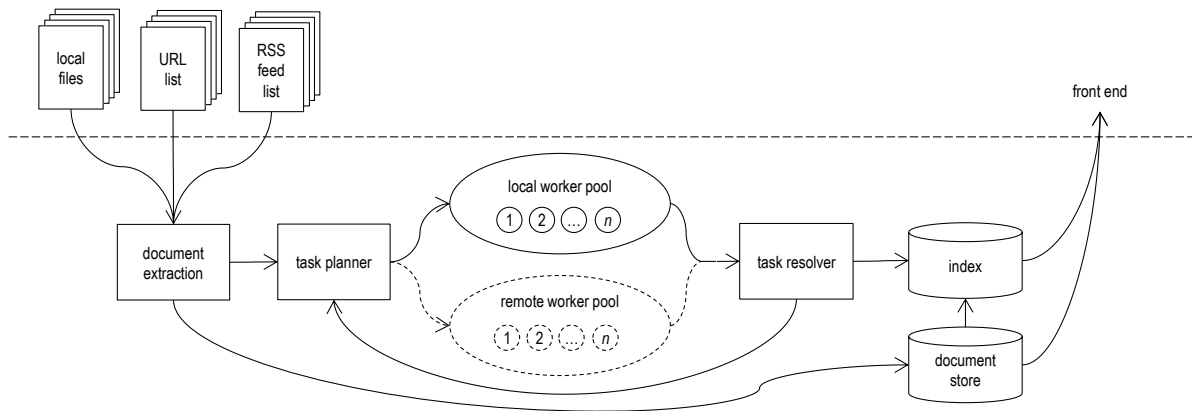 local
files
URL
list
RSS
feed
list
front end
local worker pool
1 2 ... n
document
extraction
task planner
task resolver
index
remote worker pool
1 2 ... n
document
store